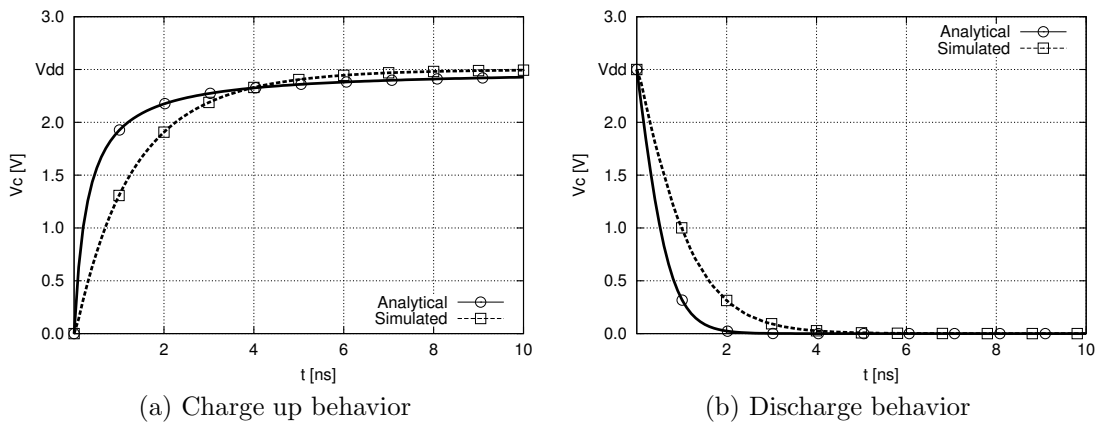 3.0
Vdd
2.0
1.5
1.0
0.5
0.0
Vc [V]
Analytical
Simulated
2
4
6
8
10
t [ns]
(a) Charge up behavior
3.0
Vdd
2.0
1.5
1.0
0.5
0.0
Vc [V]
Analytical
Simulated
2
4
6
8
10
t [ns]
(b) Discharge behavior